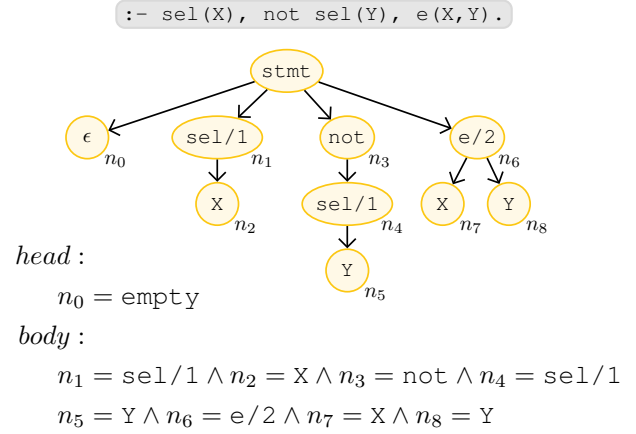 :- sel(X), not sel(Y), e(X,Y).
stmt
ϵ sel/1 not e/2
n₀ n₁ n₃ n₆
X sel/1 X Y
n₂ n₄ n₇ n₈
Y
n₅
head :
n₀ = empty
body :
n₁ = sel/1 ∧ n₂ = X ∧ n₃ = not ∧ n₄ = sel/1
n₅ = Y ∧ n₆ = e/2 ∧ n₇ = X ∧ n₈ = Y